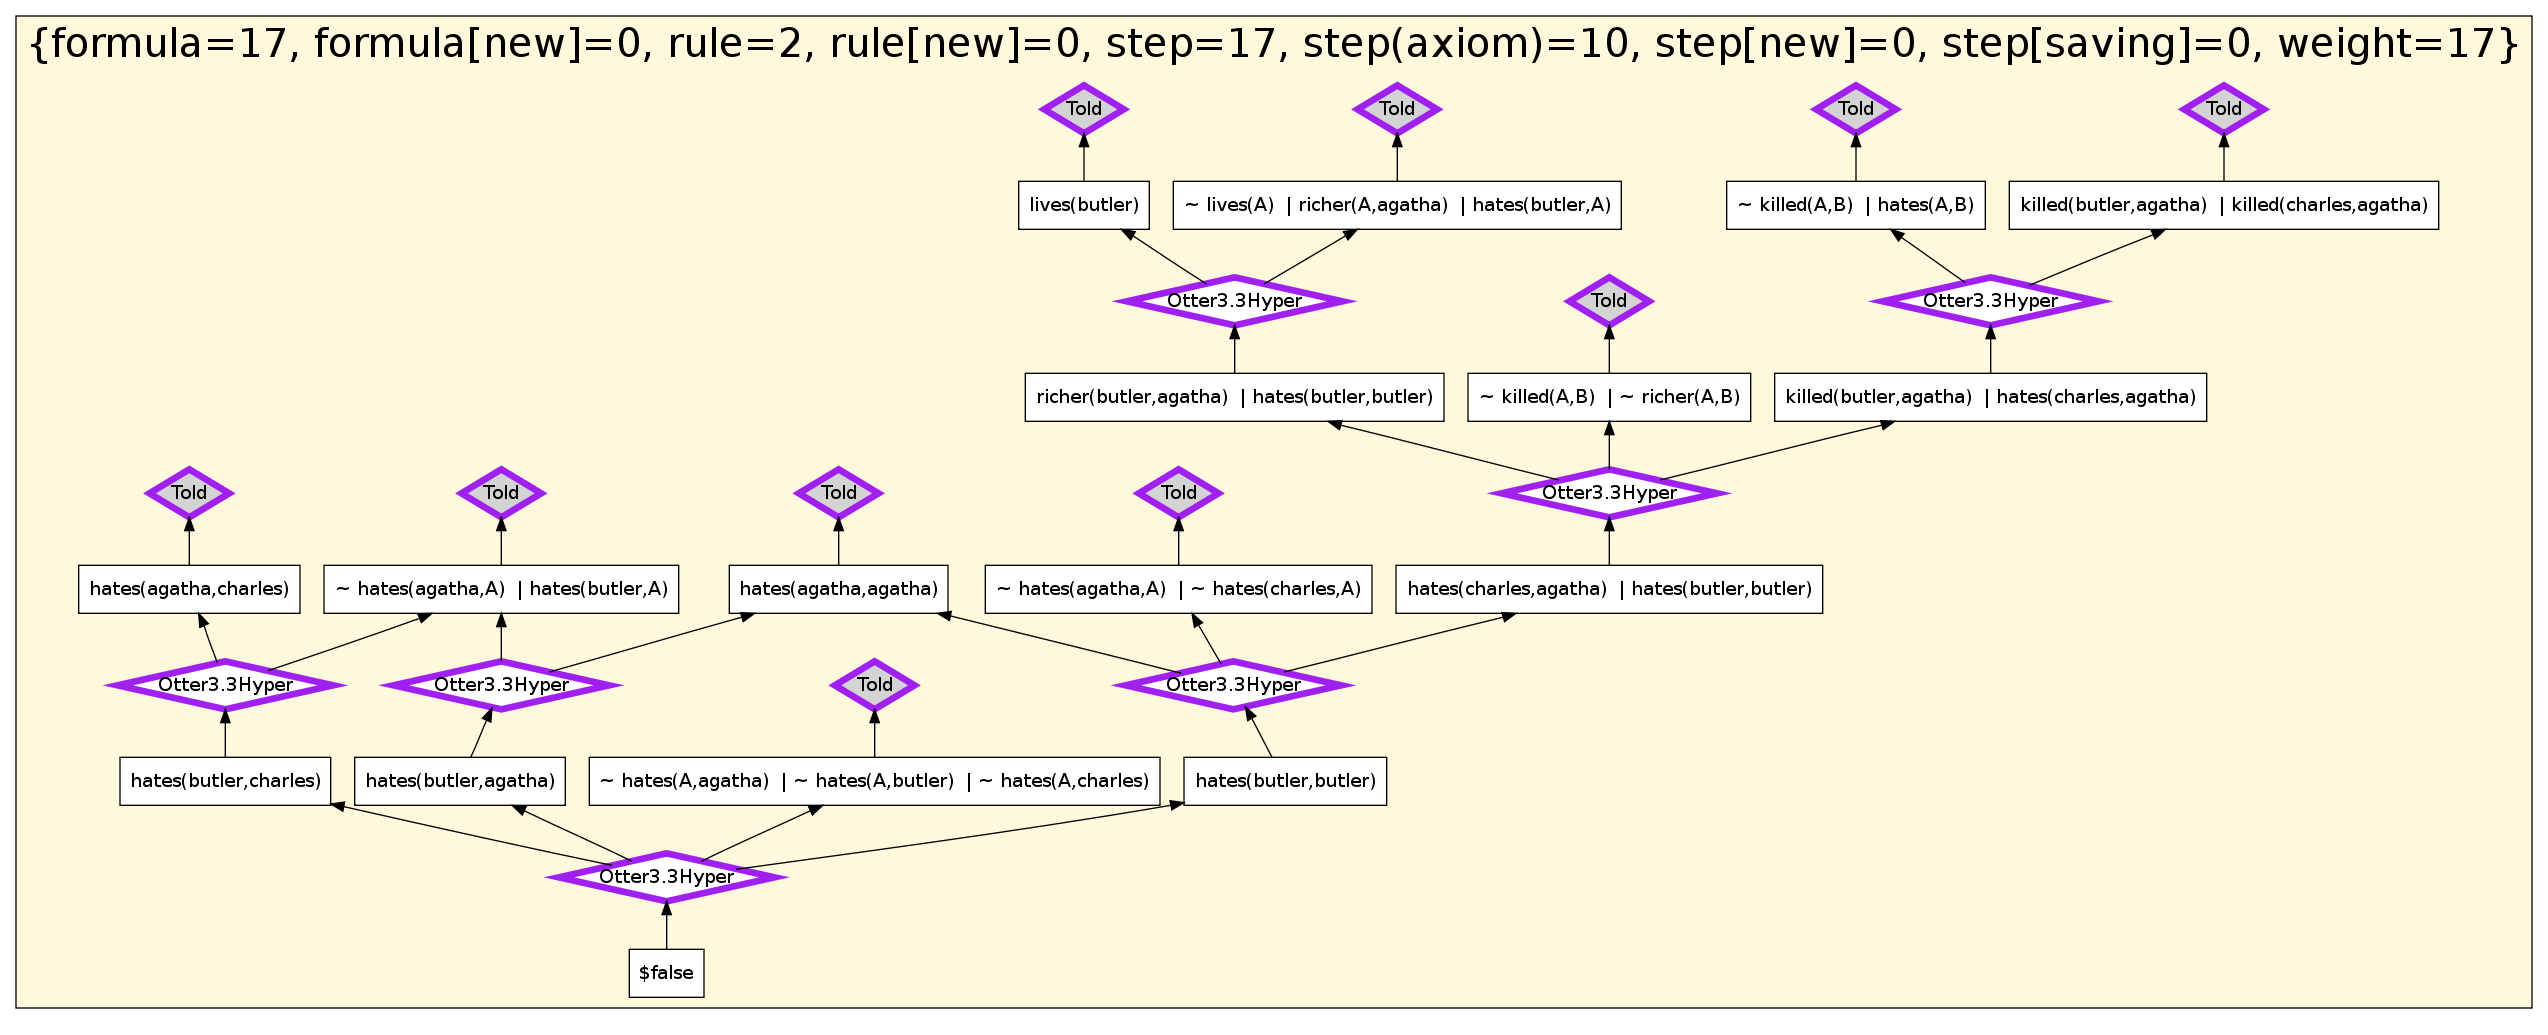 {formula=17, formula[new]=0, rule=2, rule[new]=0, step=17, step(axiom)=10, step[new]=0, step[saving]=0, weight=17}
Told
Told
Told
Told
lives(butler)
~ lives(A) | richer(A,agatha) | hates(butler,A)
~ killed(A,B) | hates(A,B)
killed(butler,agatha) | killed(charles,agatha)
Otter3.3Hyper
Told
Otter3.3Hyper
richer(butler,agatha) | hates(butler,butler)
~ killed(A,B) | ~ richer(A,B)
killed(butler,agatha) | hates(charles,agatha)
Told
Told
Told
Told
Otter3.3Hyper
hates(agatha,charles)
~ hates(agatha,A) | hates(butler,A)
hates(agatha,agatha)
~ hates(agatha,A) | ~ hates(charles,A)
hates(charles,agatha) | hates(butler,butler)
Otter3.3Hyper
Otter3.3Hyper
Told
Otter3.3Hyper
hates(butler,charles)
hates(butler,agatha)
~ hates(A,agatha) | ~ hates(A,butler) | ~ hates(A,charles)
hates(butler,butler)
Otter3.3Hyper
$false